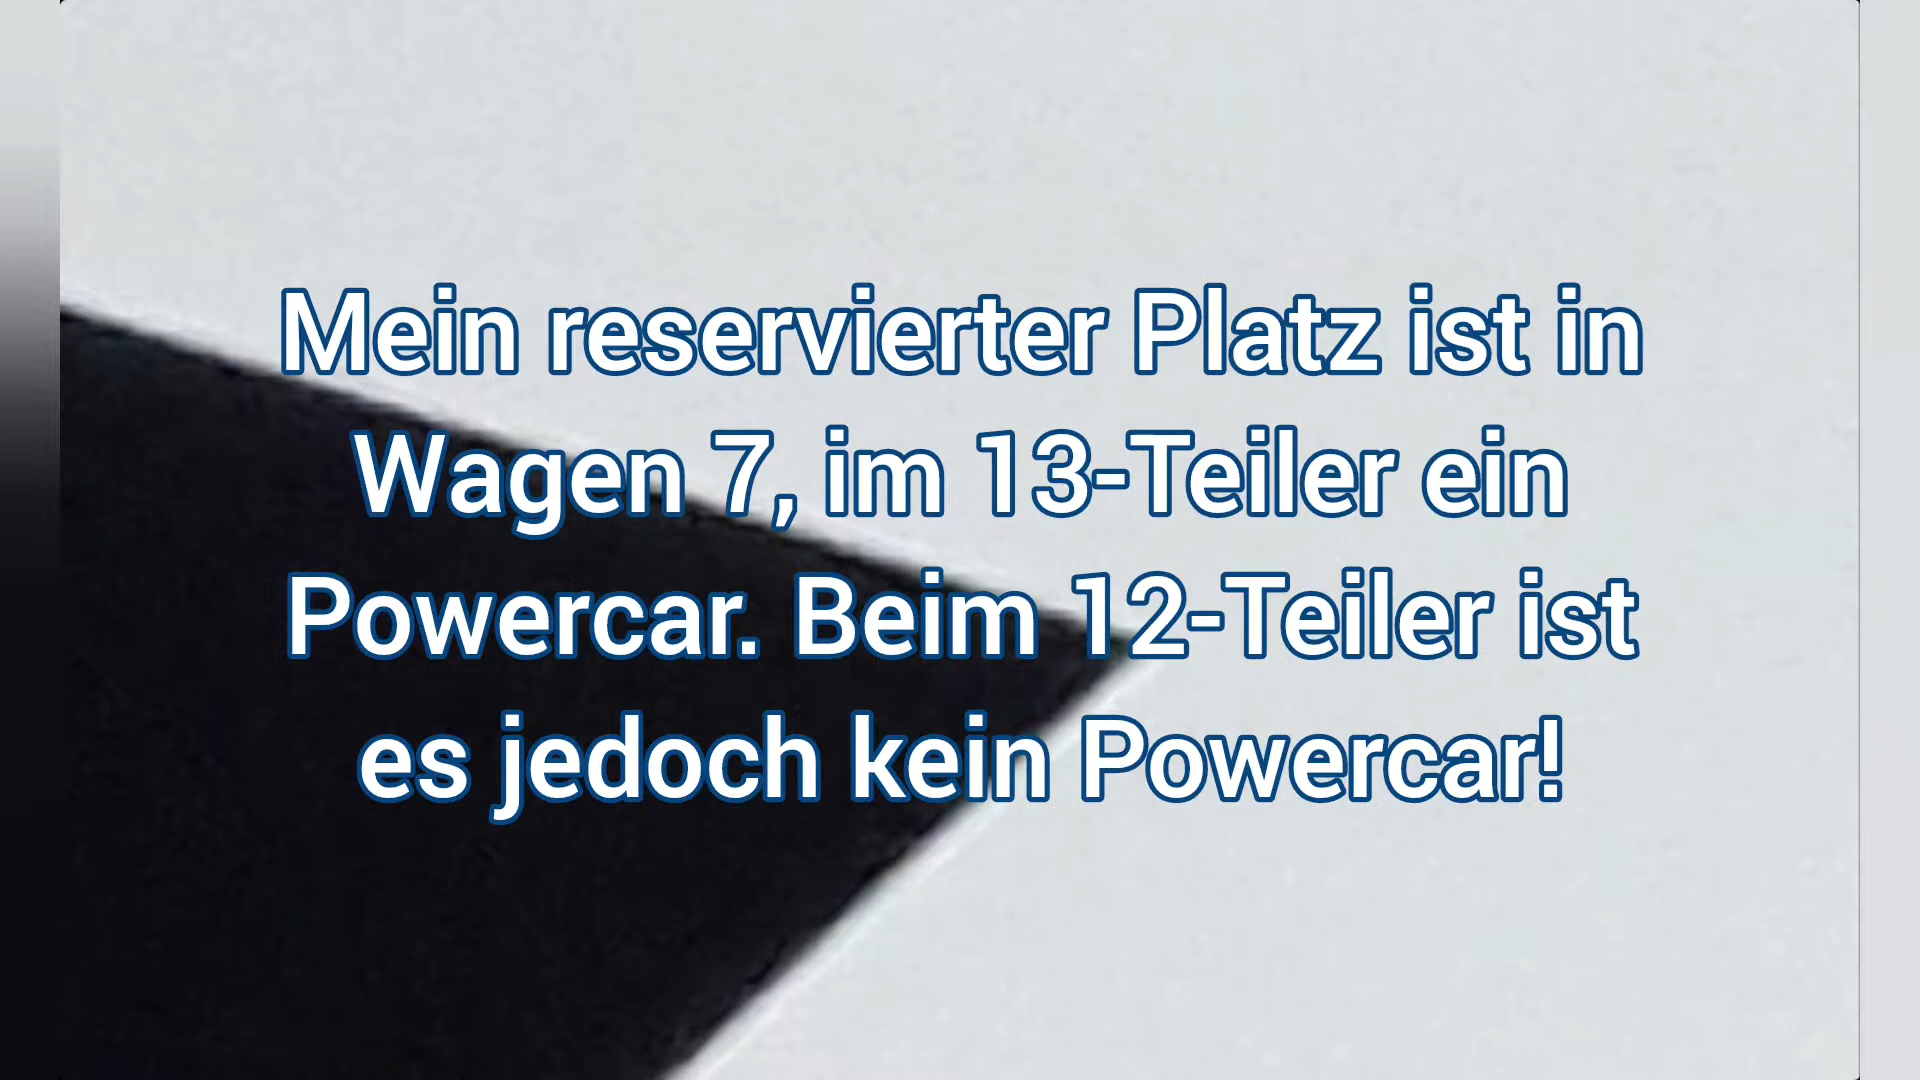 Mein reservierter Platz ist in
Wagen 7, im 13-Teiler ein
Powercar. Beim 12-Teiler ist
es jedoch kein Powercar!